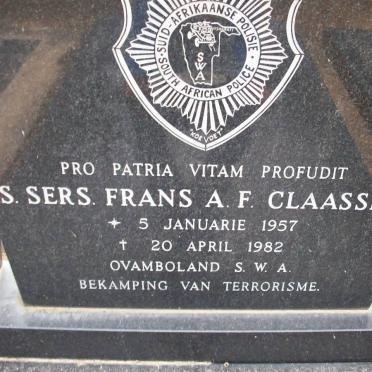 SUID-AFRIKAANSE POLISIE
S.W.A
SOUTH AFRICAN POLICE
"KOEVOET"
PRO PATRIA VITAM PROFUDIT
S. SERS. FRANS A. F. CLAASS
5 JANUARIE 1957
† 20 APRIL 1982
OVAMBOLAND S. W. A.
BEKAMPING VAN TERRORISME.